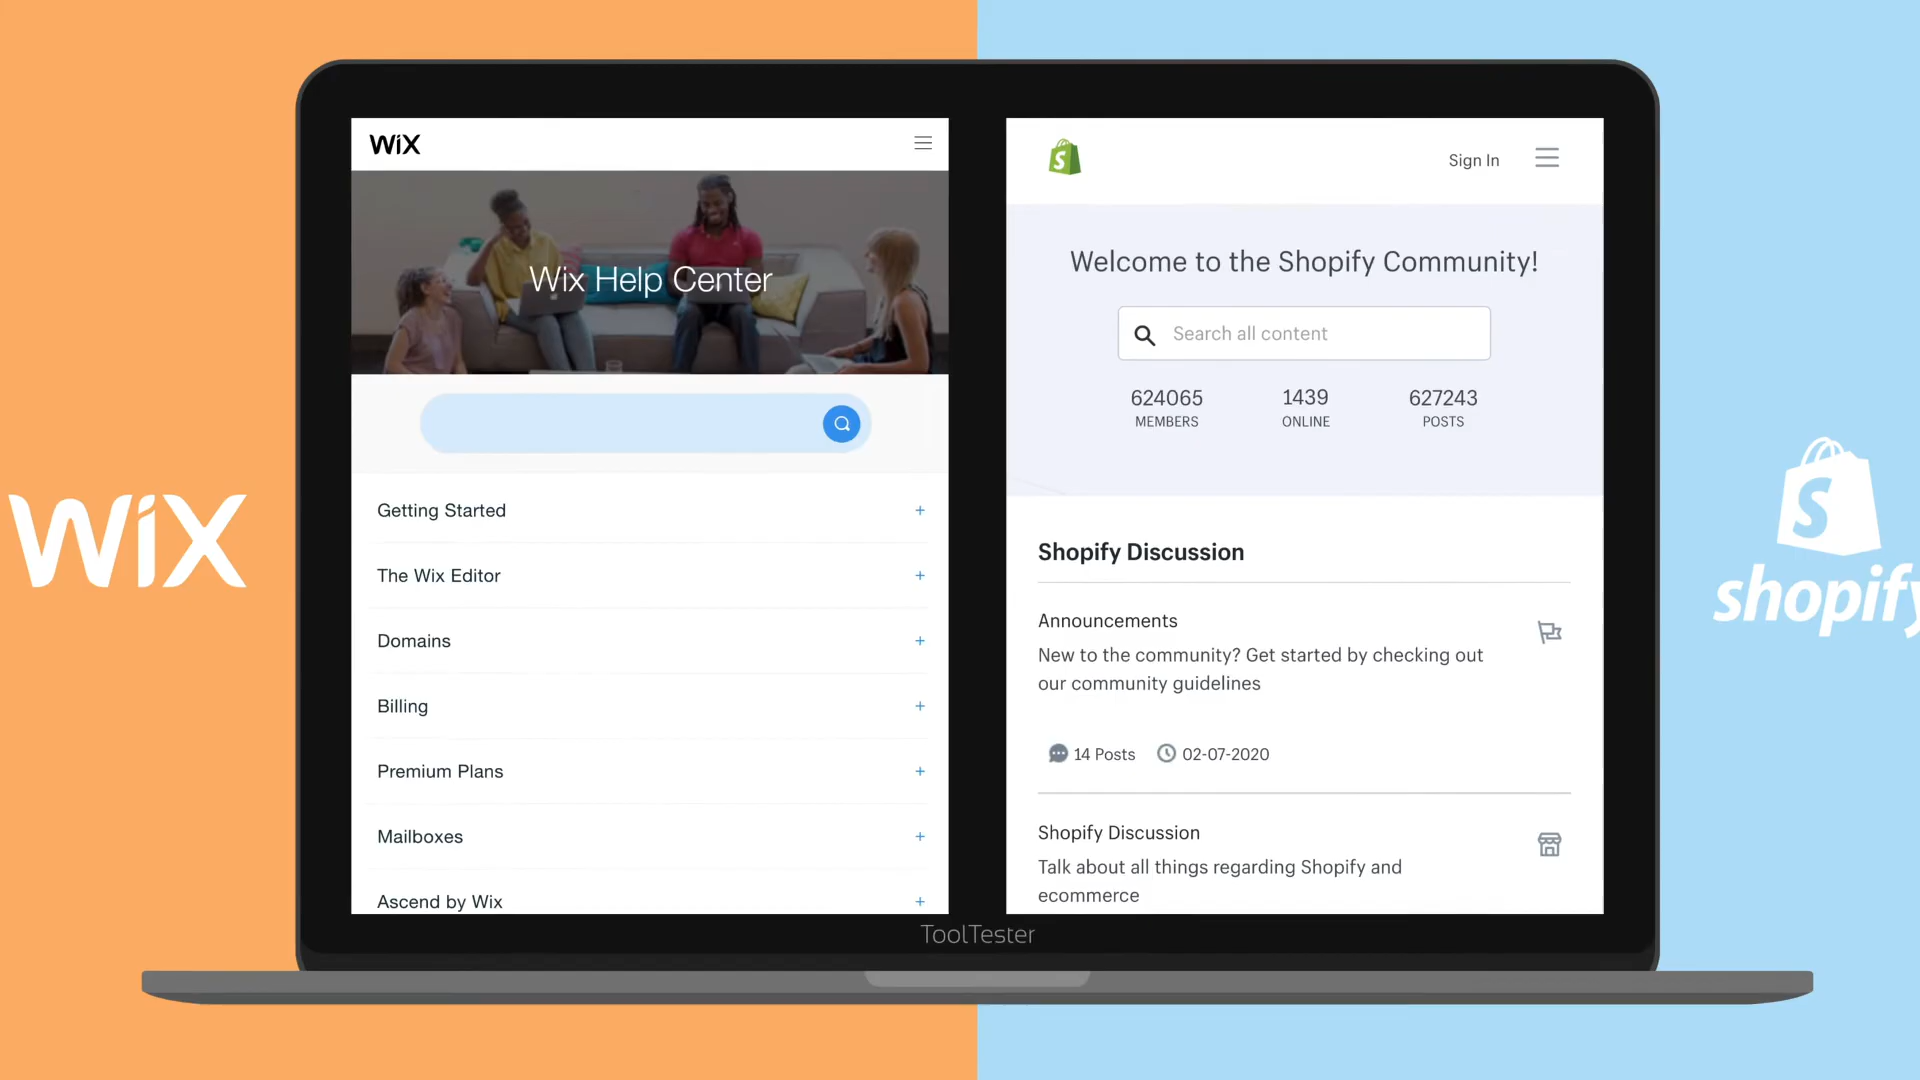 WiX
Wix Help Center
Getting Started
The Wix Editor
Domains
Billing
Premium Plans
Mailboxes
Ascend by Wix
Sign In
Welcome to the Shopify Community!
Search all content
624065 1439 627243
MEMBERS ONLINE POSTS
Shopify Discussion
Announcements
New to the community? Get started by checking out
our community guidelines
14 Posts 02-07-2020
Shopify Discussion
Talk about all things regarding Shopify and
ecommerce
ToolTester
WiX
shopify